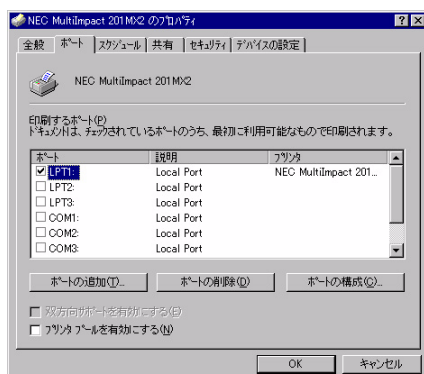 NEC MultiImpact 201MX2 のプロパティ
全般 ポート スケジュール 共有 セキュリティ デバイスの設定
NEC MultiImpact 201MX2
印刷するポート(P)
ドキュメントは、チェックされているポートのうち、最初に利用可能なもので印刷されます。
ポート 説明 プリンタ
LPT1: Local Port NEC MultiImpact 201...
LPT2: Local Port
LPT3: Local Port
COM1: Local Port
COM2: Local Port
COM3: Local Port
ポートの追加(T)... ポートの削除(D) ポートの構成(C)...
双方向サポートを有効にする(E)
プリンタ プールを有効にする(N)
OK キャンセル